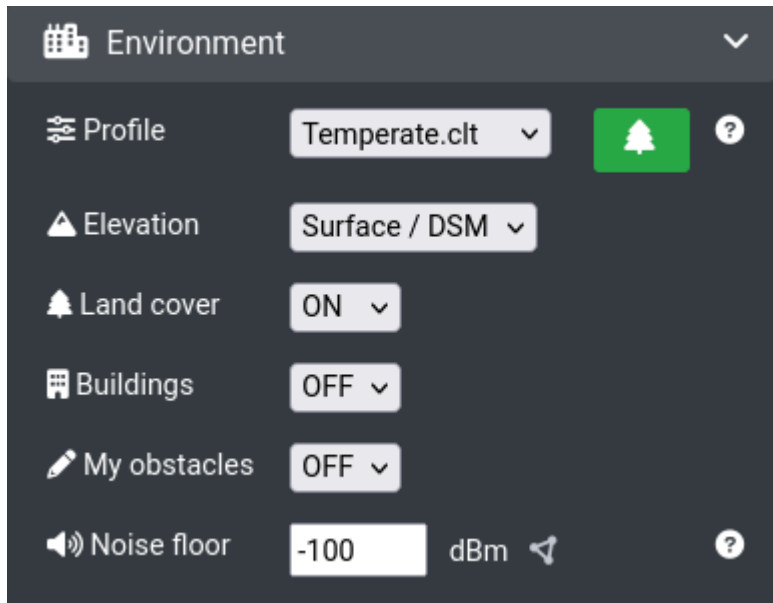 Environment
Profile Temperate.clt ?
Elevation Surface / DSM
Land cover ON
Buildings OFF
My obstacles OFF
Noise floor -100 dBm ?